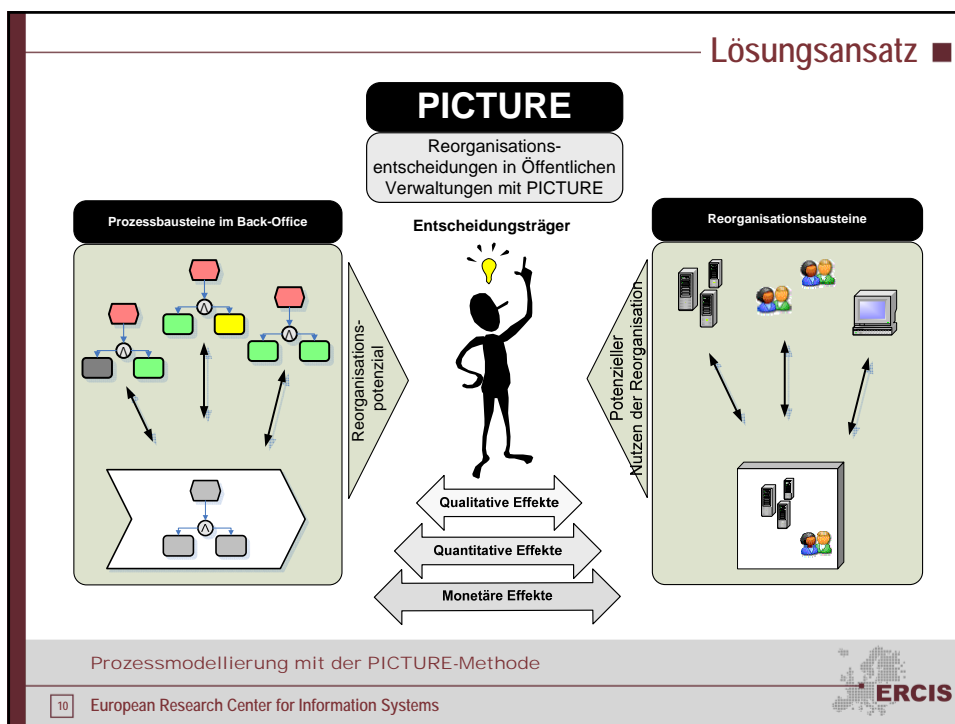 Lösungsansatz
PICTURE
Reorganisations-
entscheidungen in Öffentlichen
Verwaltungen mit PICTURE
Prozessbausteine im Back-Office
Entscheidungsträger
Reorganisationsbausteine
Reorganisations-
potenzial
Potenzieller
Nutzen der Reorganisation
Qualitative Effekte
Quantitative Effekte
Monetäre Effekte
Prozessmodellierung mit der PICTURE-Methode
10 European Research Center for Information Systems
ERCIS